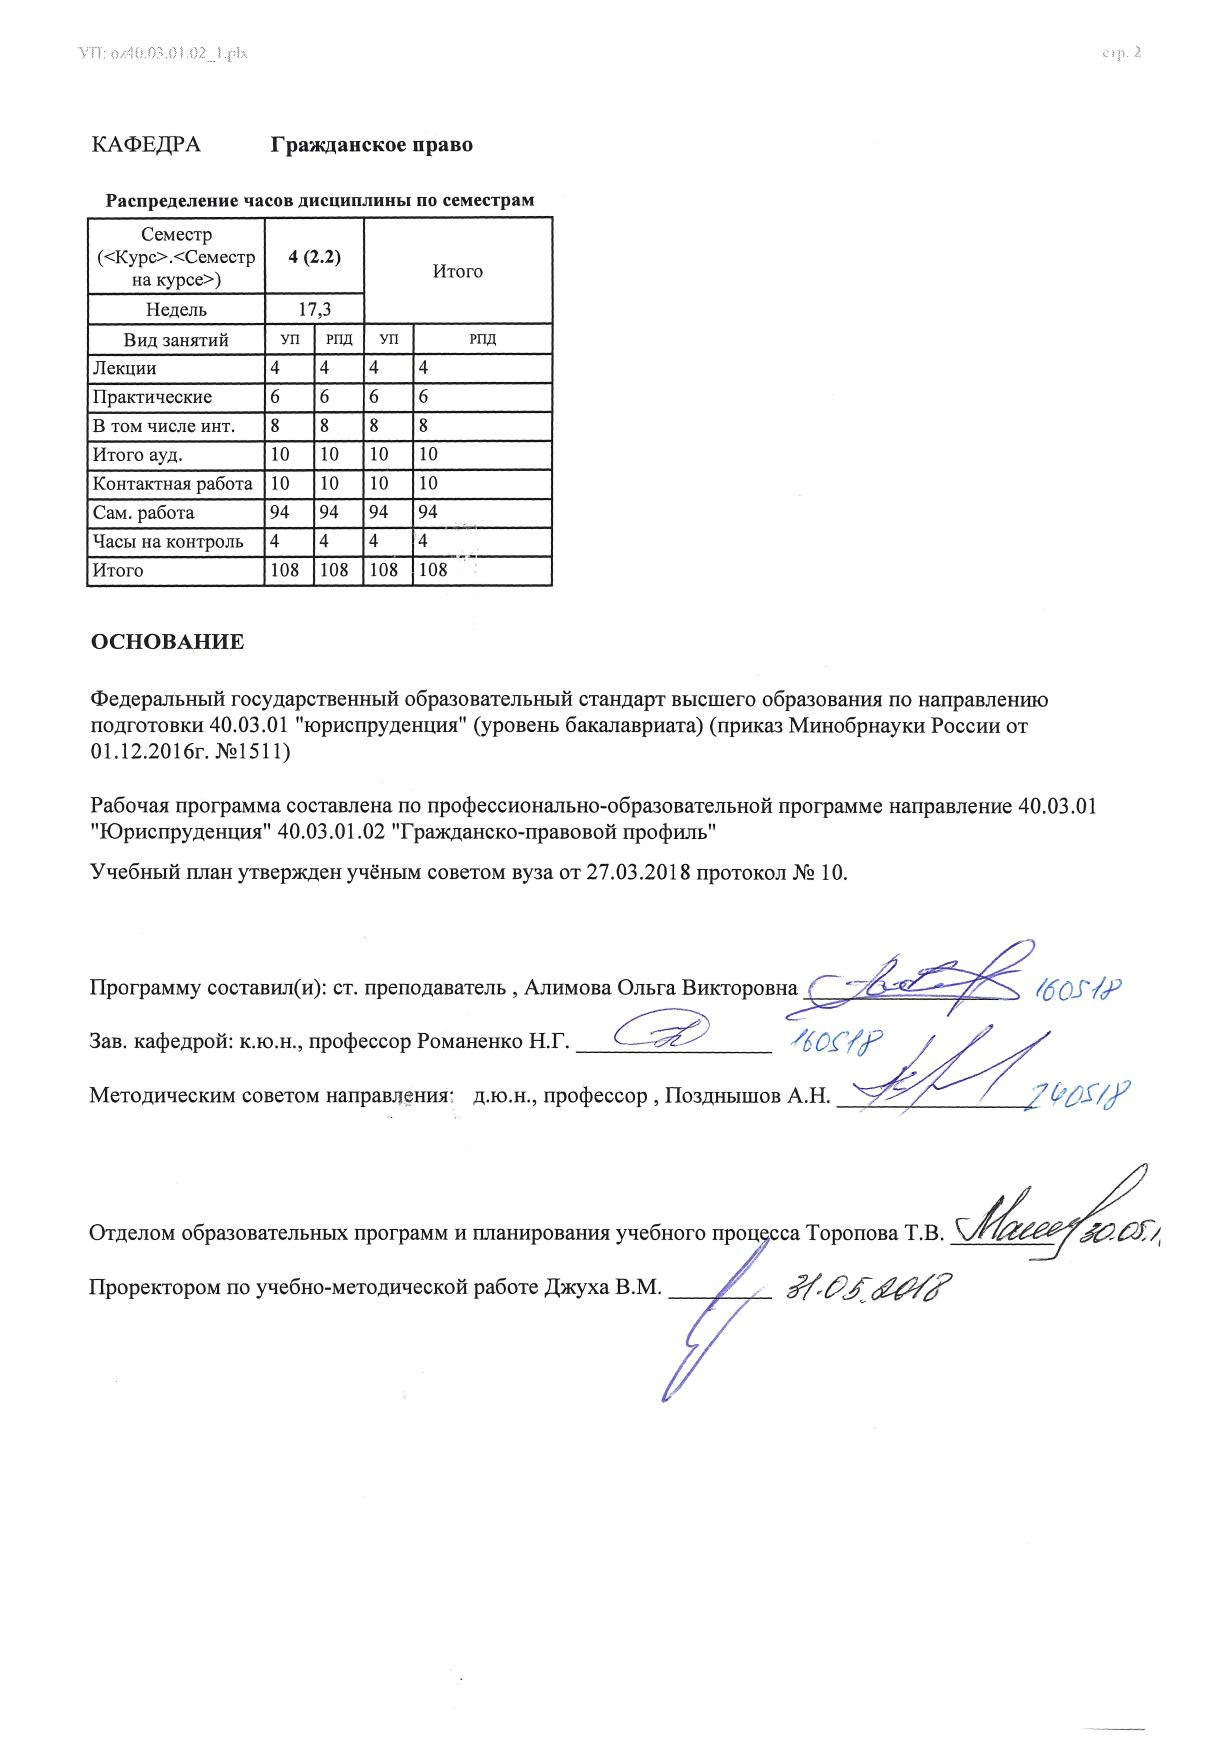 УП: oz40.03.01.02_1.plx стр. 2
КАФЕДРА Гражданское право
Распределение часов дисциплины по семестрам
Семестр
(<Курс>.<Семестр
на курсе>) 4 (2.2) Итого
Недель 17,3
Вид занятий УП РПД УП РПД
Лекции 4 4 4 4
Практические 6 6 6 6
В том числе инт. 8 8 8 8
Итого ауд. 10 10 10 10
Контактная работа 10 10 10 10
Сам. работа 94 94 94 94
Часы на контроль 4 4 4 4
Итого 108 108 108 108
ОСНОВАНИЕ
Федеральный государственный образовательный стандарт высшего образования по направлению
подготовки 40.03.01 "юриспруденция" (уровень бакалавриата) (приказ Минобрнауки России от
01.12.2016г. №1511)
Рабочая программа составлена по профессионально-образовательной программе направление 40.03.01
"Юриспруденция" 40.03.01.02 "Гражданско-правовой профиль"
Учебный план утвержден учёным советом вуза от 27.03.2018 протокол № 10.
Программу составил(и): ст. преподаватель , Алимова Ольга Викторовна 160518
Зав. кафедрой: к.ю.н., профессор Романенко Н.Г. 160518
Методическим советом направления: д.ю.н., профессор , Позднышов А.Н. 240518
Отделом образовательных программ и планирования учебного процесса Торопова Т.В. 30.05.1
Проректором по учебно-методической работе Джуха В.М. 31.05.2018